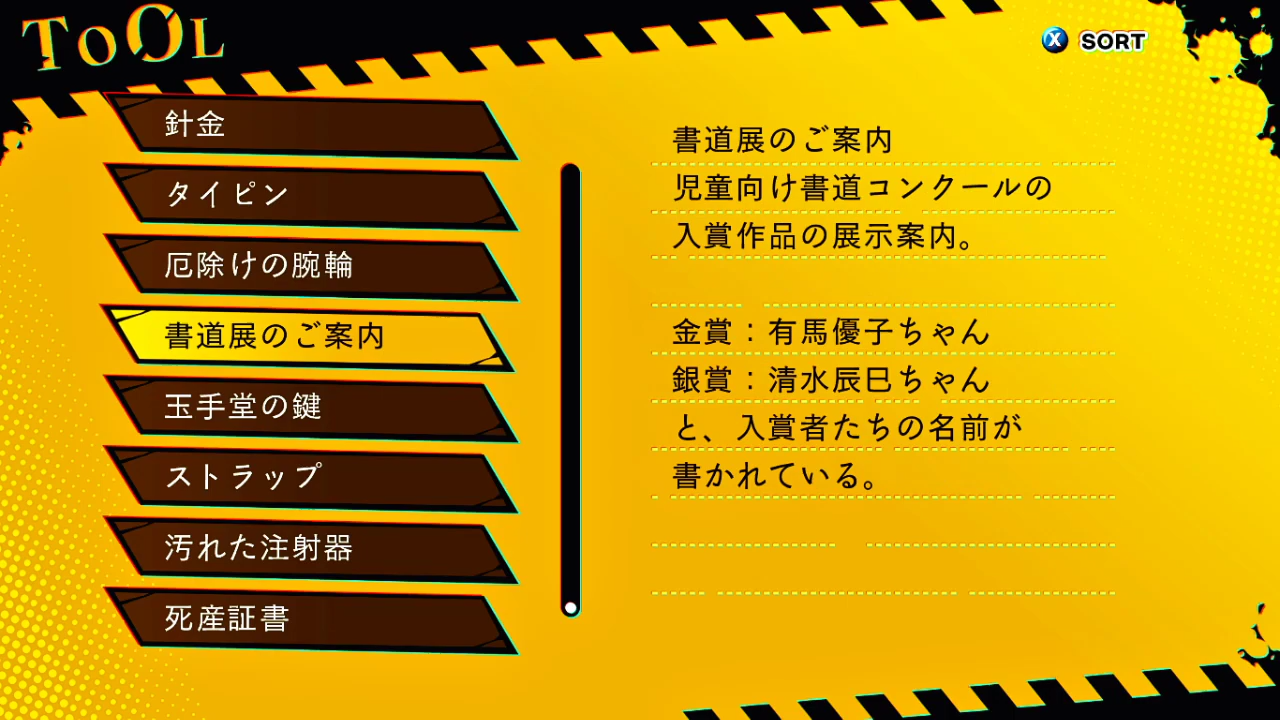 TOOL
X SORT
針金
タイピン
厄除けの腕輪
書道展のご案内
玉手堂の鍵
ストラップ
汚れた注射器
死産証書
書道展のご案内
児童向け書道コンクールの
入賞作品の展示案内。
金賞：有馬優子ちゃん
銀賞：清水辰巳ちゃん
と、入賞者たちの名前が
書かれている。